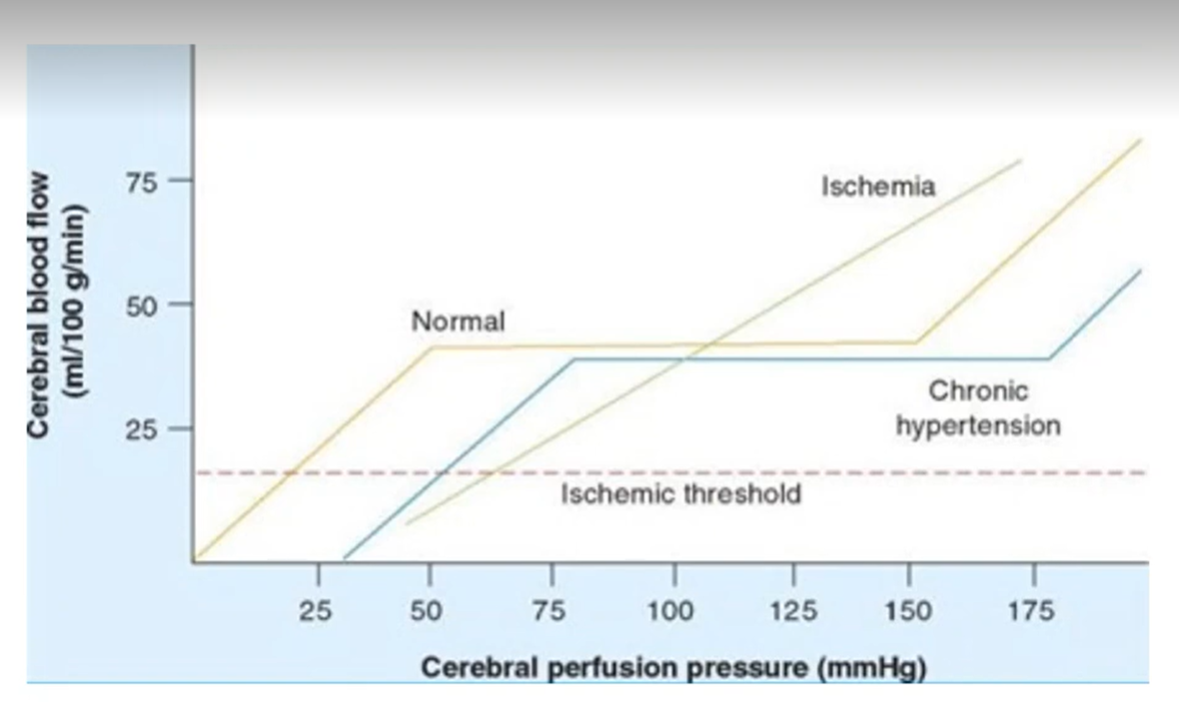 Cerebral blood flow
(ml/100 g/min)
75
50
25
Ischemia
Normal
Chronic
hypertension
Ischemic threshold
25 50 75 100 125 150 175
Cerebral perfusion pressure (mmHg)